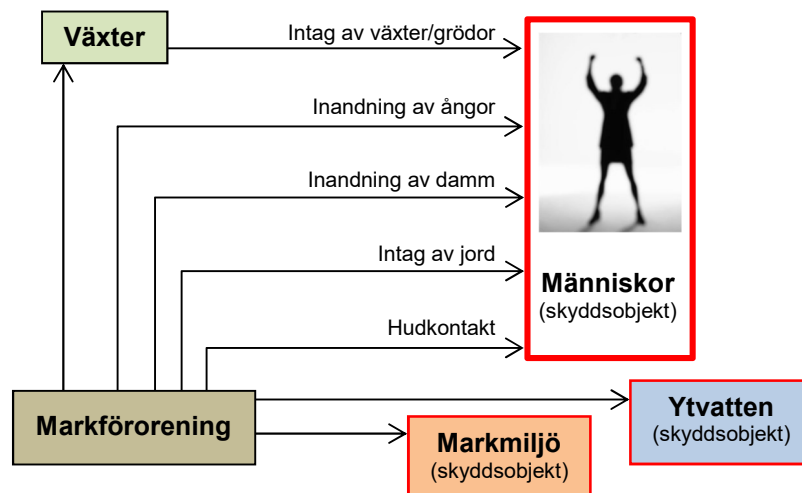 Växter
Intag av växter/grödor
Inandning av ångor
Inandning av damm
Intag av jord
Hudkontakt
Människor
(skyddsobjekt)
Markförorening
Ytvatten
(skyddsobjekt)
Markmiljö
(skyddsobjekt)